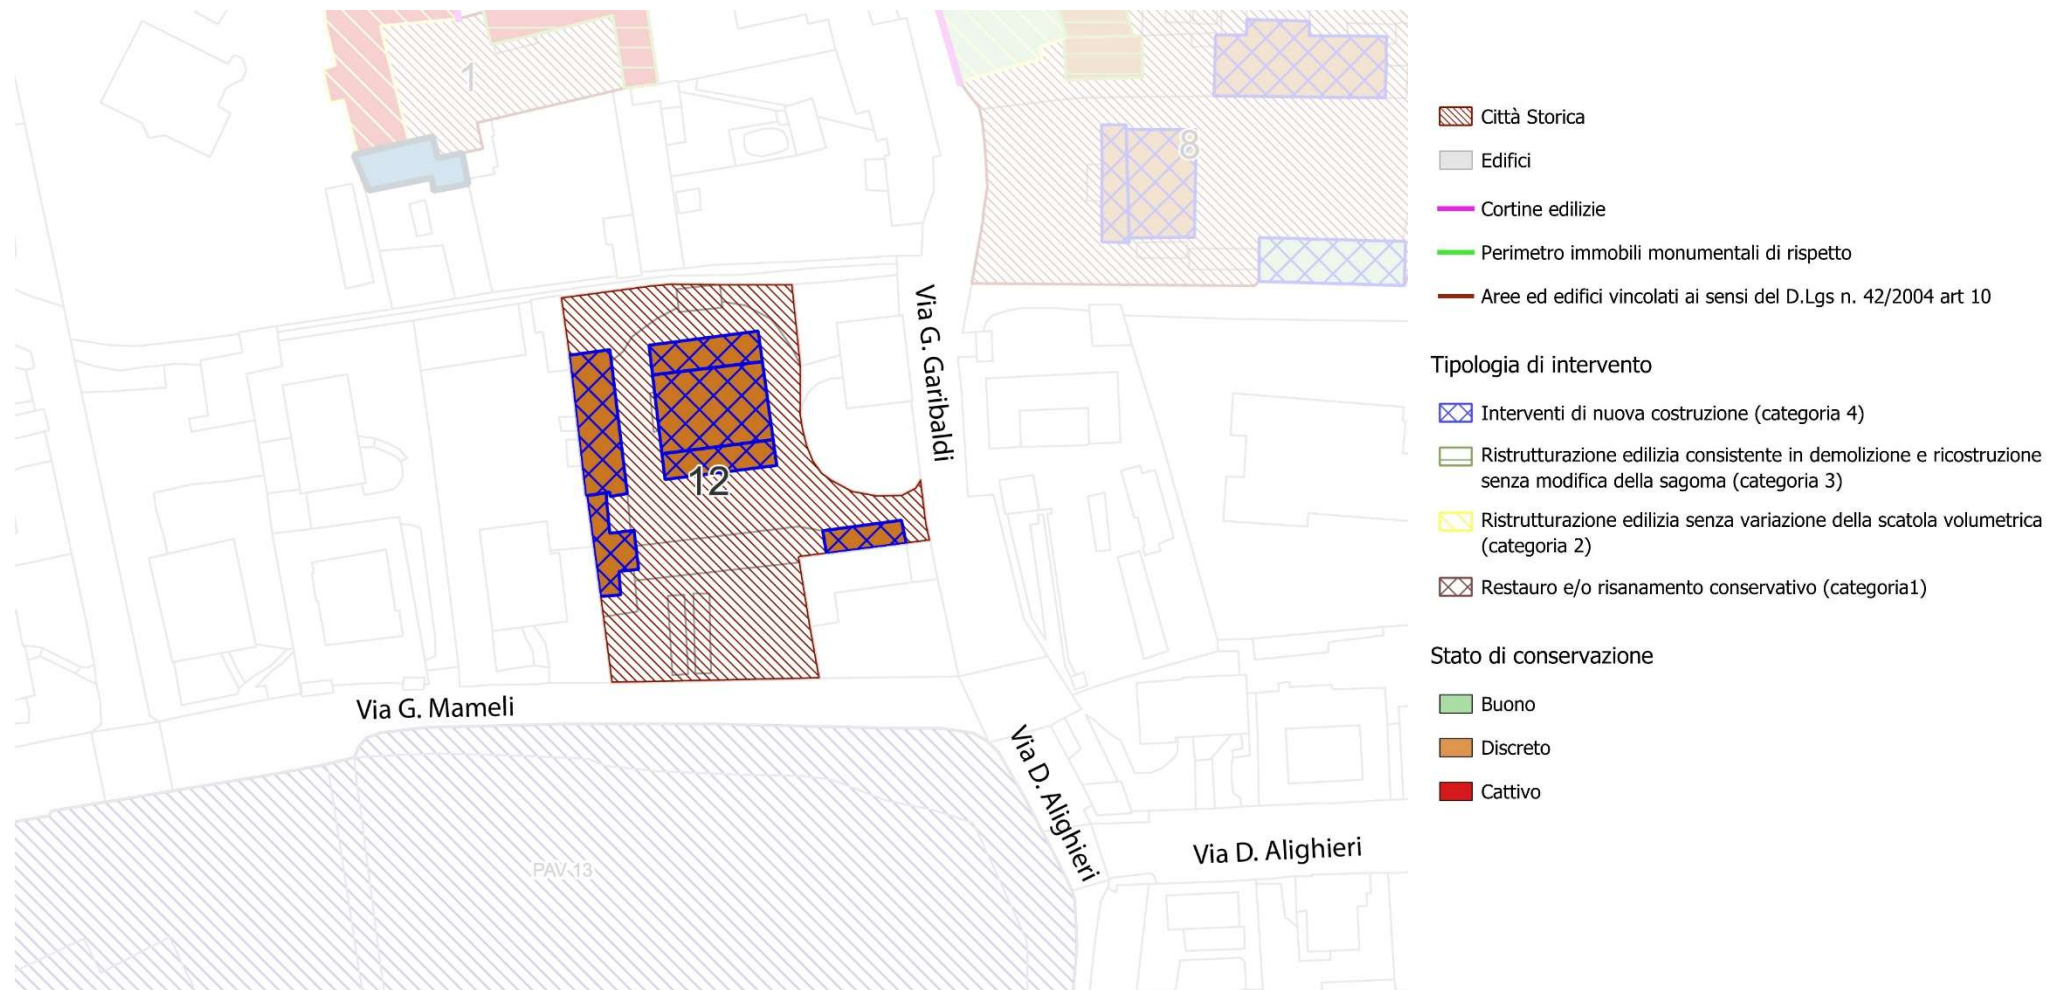 1
8
Via G. Garibaldi
12
Via G. Mameli
Via D. Alighieri
Via D. Alighieri
PAV 13
Città Storica
Edifici
Cortine edilizie
Perimetro immobili monumentali di rispetto
Aree ed edifici vincolati ai sensi del D.Lgs n. 42/2004 art 10
Tipologia di intervento
Interventi di nuova costruzione (categoria 4)
Ristrutturazione edilizia consistente in demolizione e ricostruzione
senza modifica della sagoma (categoria 3)
Ristrutturazione edilizia senza variazione della scatola volumetrica
(categoria 2)
Restauro e/o risanamento conservativo (categoria1)
Stato di conservazione
Buono
Discreto
Cattivo